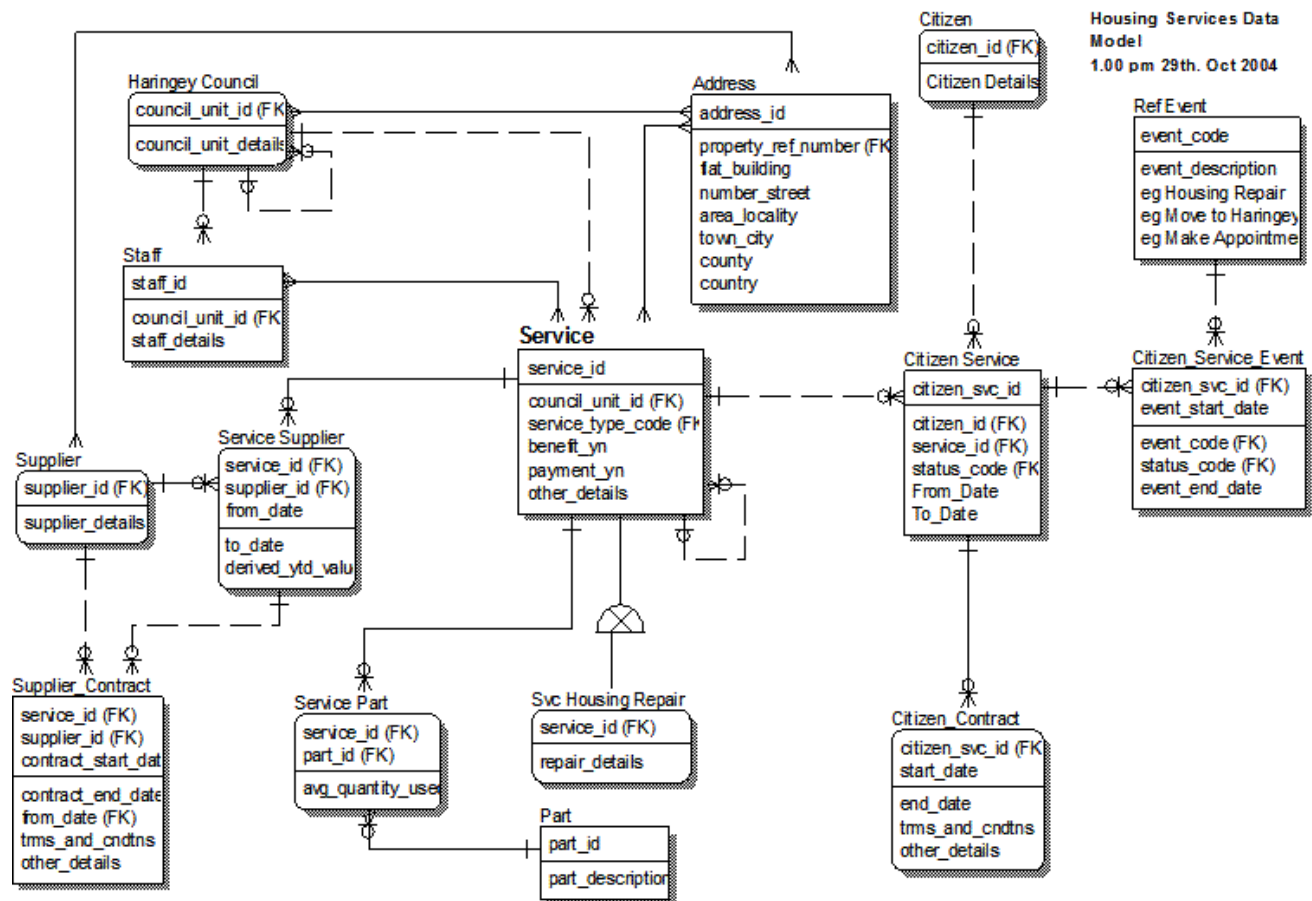 Housing Services Data
Model
1.00 pm 29th. Oct 2004
Citizen
citizen_id (FK)
Citizen Details
Haringey Council
council_unit_id (FK
council_unit_details
Address
address_id
property_ref_number (FK
flat_building
number_street
area_locality
town_city
county
country
Ref Event
event_code
event_description
eg Housing Repair
eg Move to Haringey
eg Make Appointme
Staff
staff_id
council_unit_id (FK
staff_details
Service
service_id
council_unit_id (FK)
service_type_code (FK
benefit_yn
payment_yn
other_details
Citizen Service
citizen_svc_id
citizen_id (FK)
service_id (FK)
status_code (FK
From_Date
To_Date
Citizen_Service_Event
citizen_svc_id (FK)
event_start_date
event_code (FK)
status_code (FK)
event_end_date
Supplier
supplier_id (FK)
supplier_details
Service Supplier
service_id (FK)
supplier_id (FK)
from_date
to_date
derived_ytd_valu
Supplier_Contract
service_id (FK)
supplier_id (FK)
contract_start_dat
contract_end_date
from_date (FK)
trms_and_cndtns
other_details
Service Part
service_id (FK)
part_id (FK)
avg_quantity_used
Svc Housing Repair
service_id (FK)
repair_details
Part
part_id
part_description
Citizen_Contract
citizen_svc_id (FK
start_date
end_date
trms_and_cndtns
other_details